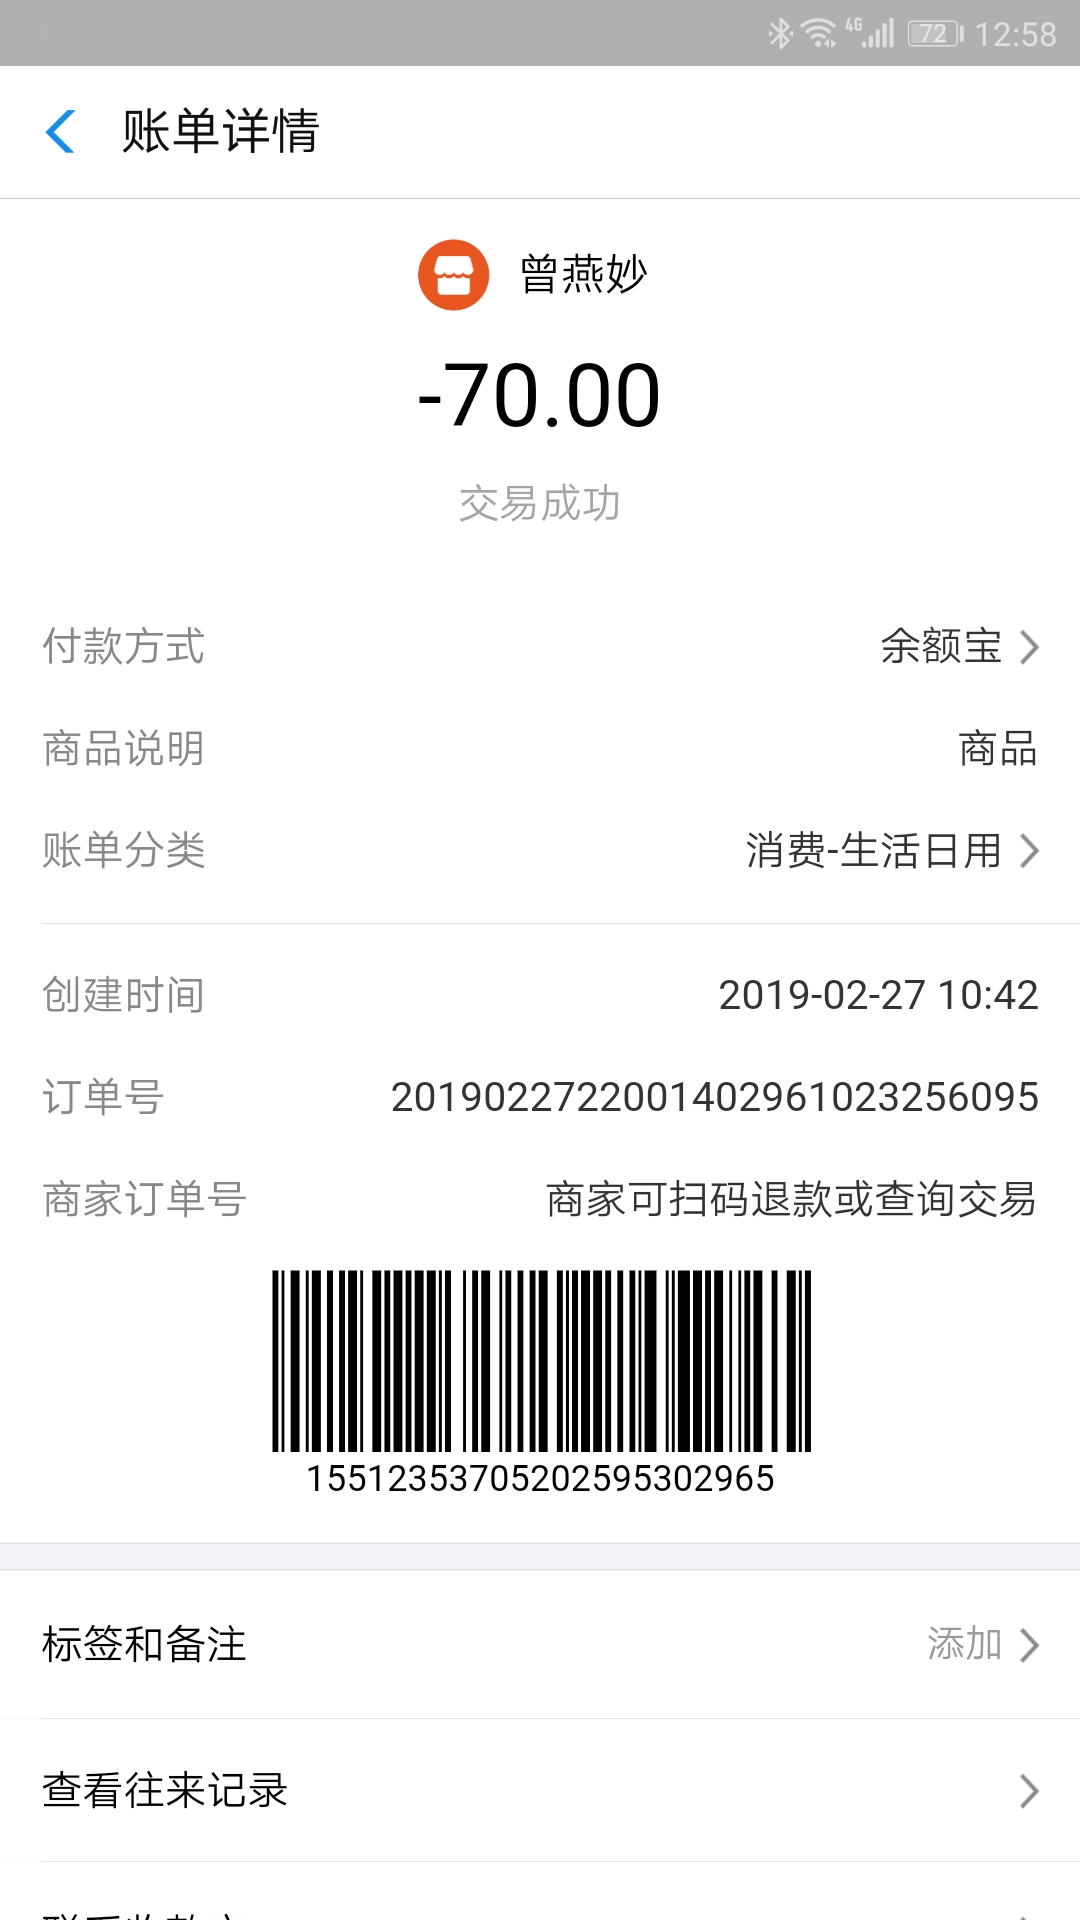 4G 72 12:58
账单详情
曾燕妙
-70.00
交易成功
付款方式 余额宝
商品说明 商品
账单分类 消费-生活日用
创建时间 2019-02-27 10:42
订单号 2019022722001402961023256095
商家订单号 商家可扫码退款或查询交易
15512353705202595302965
标签和备注 添加
查看往来记录